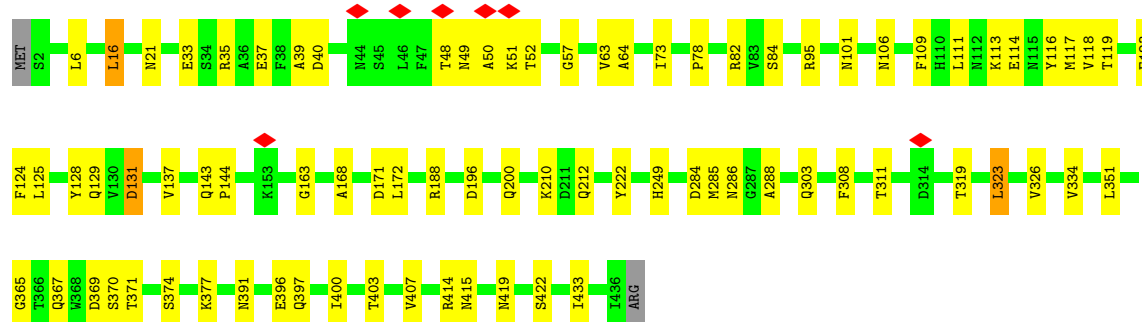 MET S2 L6 L16 N21 E33 S34 R35 A36 E37 F38 A39 D40 N44 S45 L46 F47 T48 N49 A50 K51 T52 G57 V63 A64 I73 P78 R82 V83 S84 R95 N101 N106 F109 H110 L111 N112 K113 E114 N115 Y116 M117 V118 T119
F124 L125 Y128 Q129 V130 D131 V137 Q143 P144 K153 G163 A168 D171 L172 R188 D196 Q200 K210 D211 Q212 Y222 H249 D284 M285 N286 G287 A288 Q303 F308 T311 D314 T319 L323 V326 V334 L351
G365 T366 Q367 W368 D369 S370 T371 S374 K377 N391 E396 Q397 I400 T403 V407 R414 N415 N419 S422 I433 I436 ARG